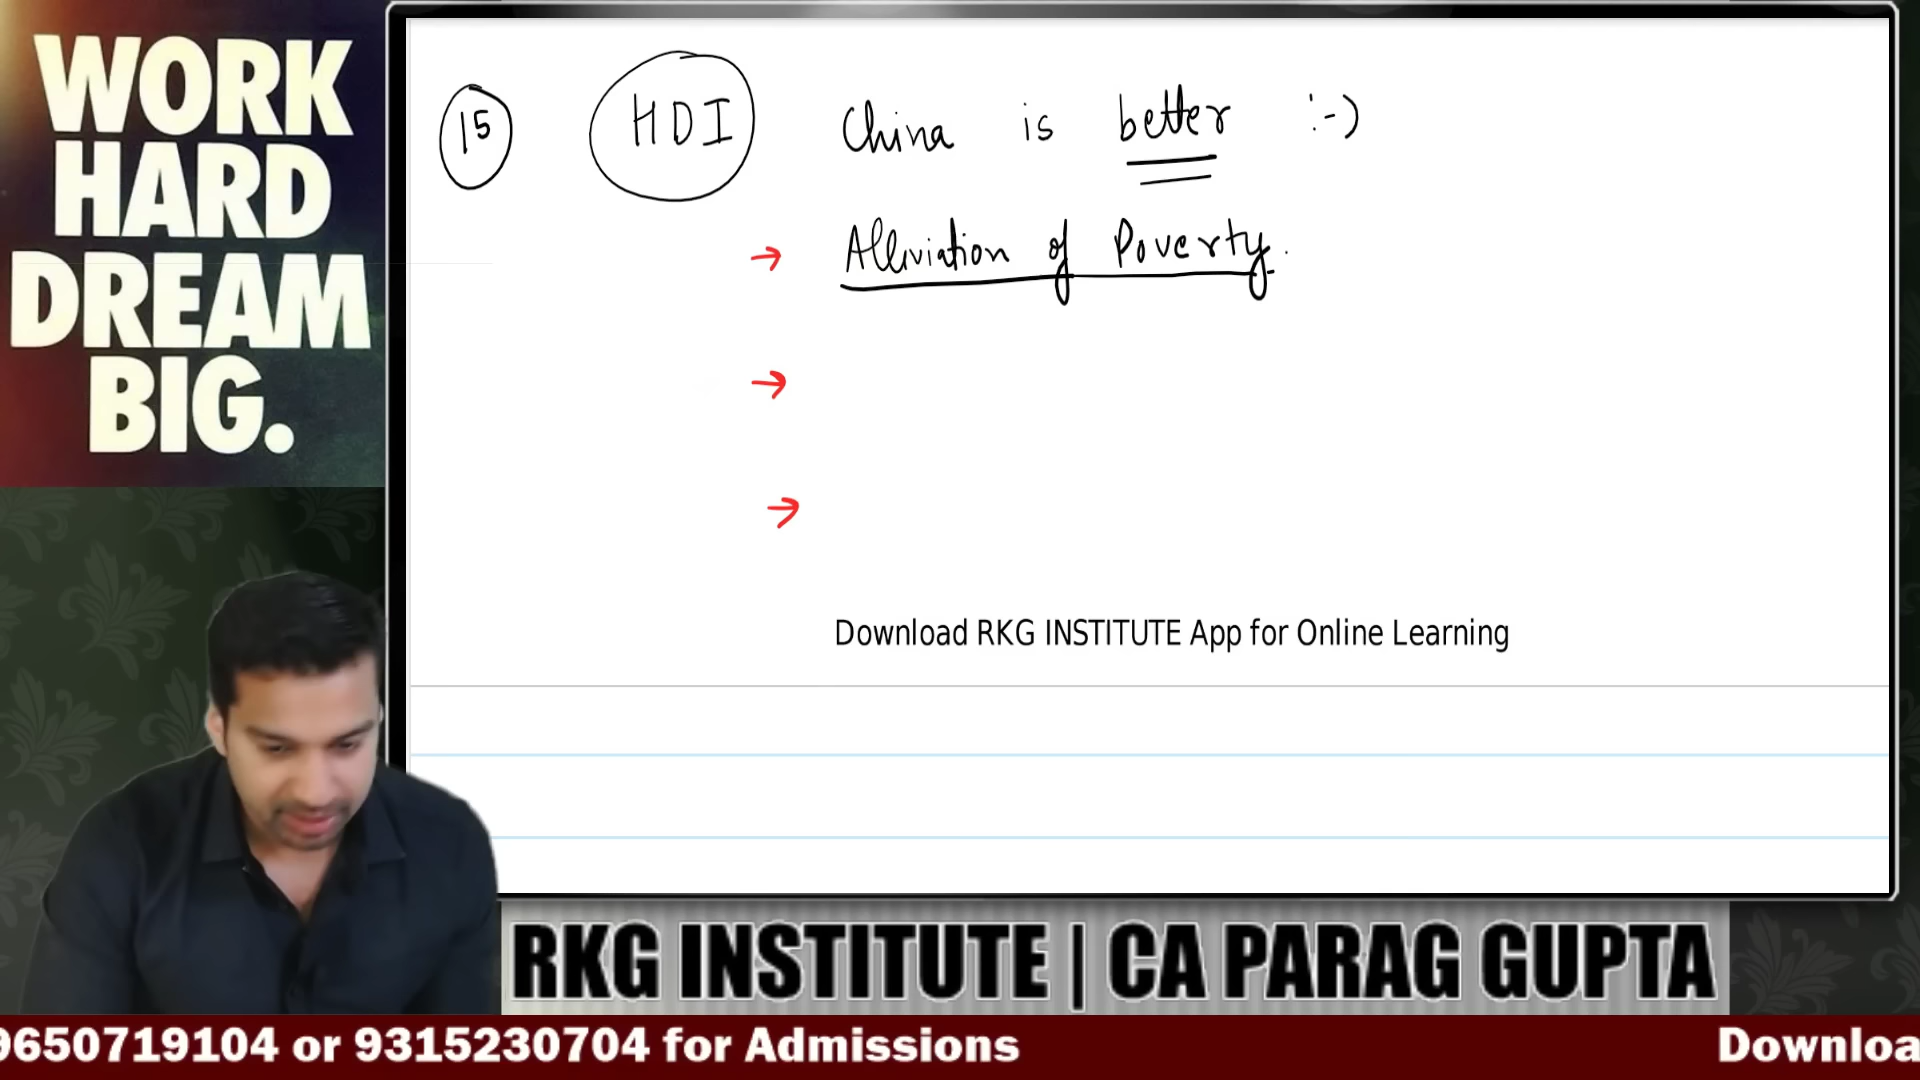 WORK
HARD
DREAM
BIG.
15 HDI China is better :-)
→ Alleviation of Poverty.
→
→
Download RKG INSTITUTE App for Online Learning
RKG INSTITUTE | CA PARAG GUPTA
9650719104 or 9315230704 for Admissions Downloa